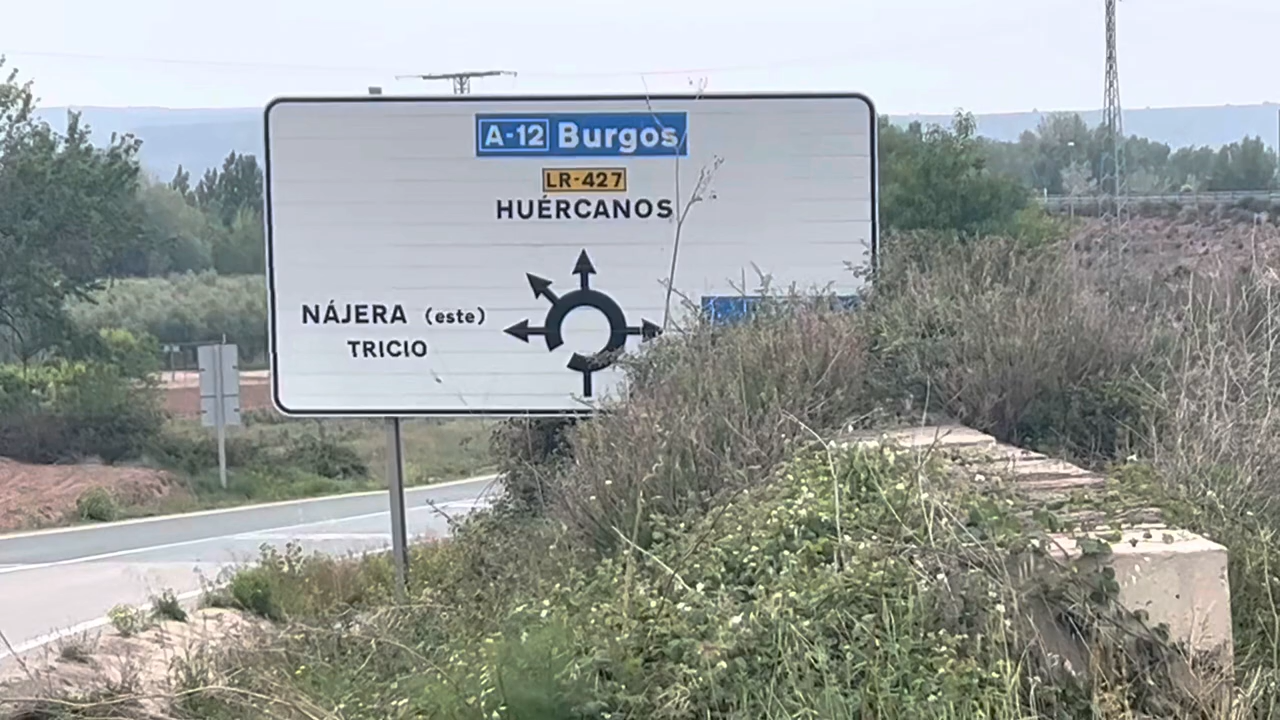 A-12 Burgos
LR-427
HUÉRCANOS
NÁJERA (este)
TRICIO